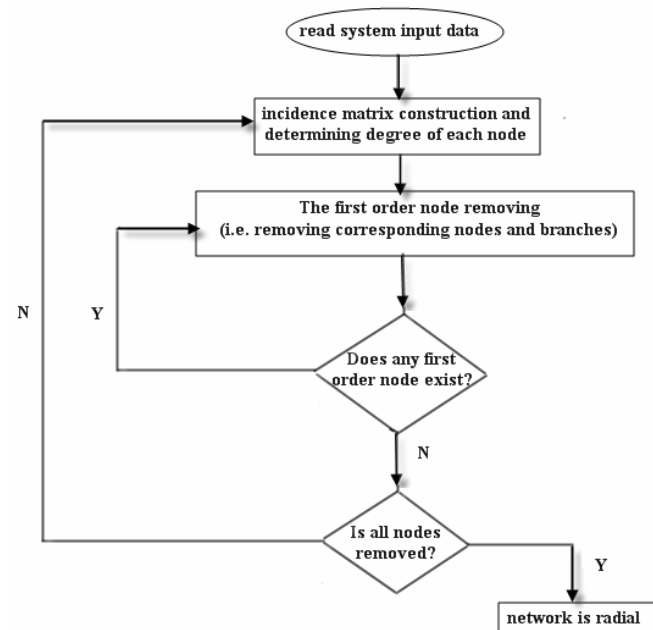 read system input data
incidence matrix construction and
determining degree of each node
The first order node removing
(i.e. removing corresponding nodes and branches)
N
Y
Does any first
order node exist?
N
Is all nodes
removed?
Y
network is radial